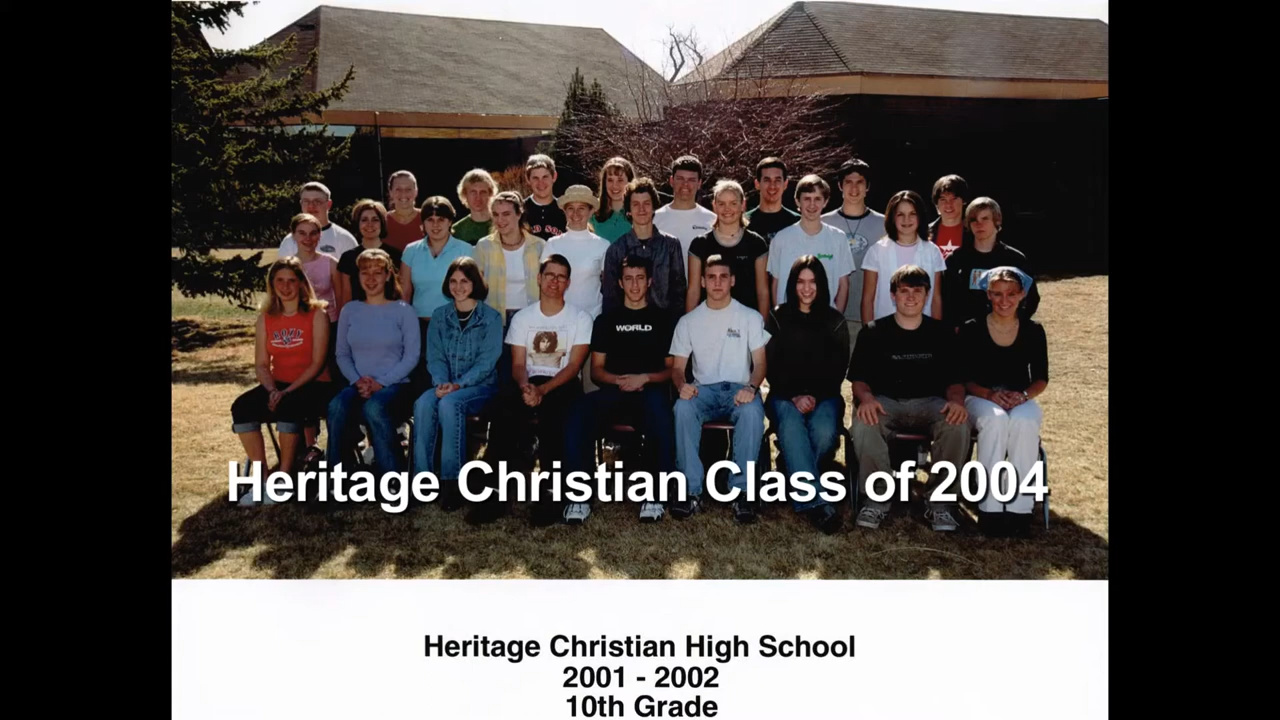 WORLD
Heritage Christian Class of 2004
Heritage Christian High School
2001 - 2002
10th Grade